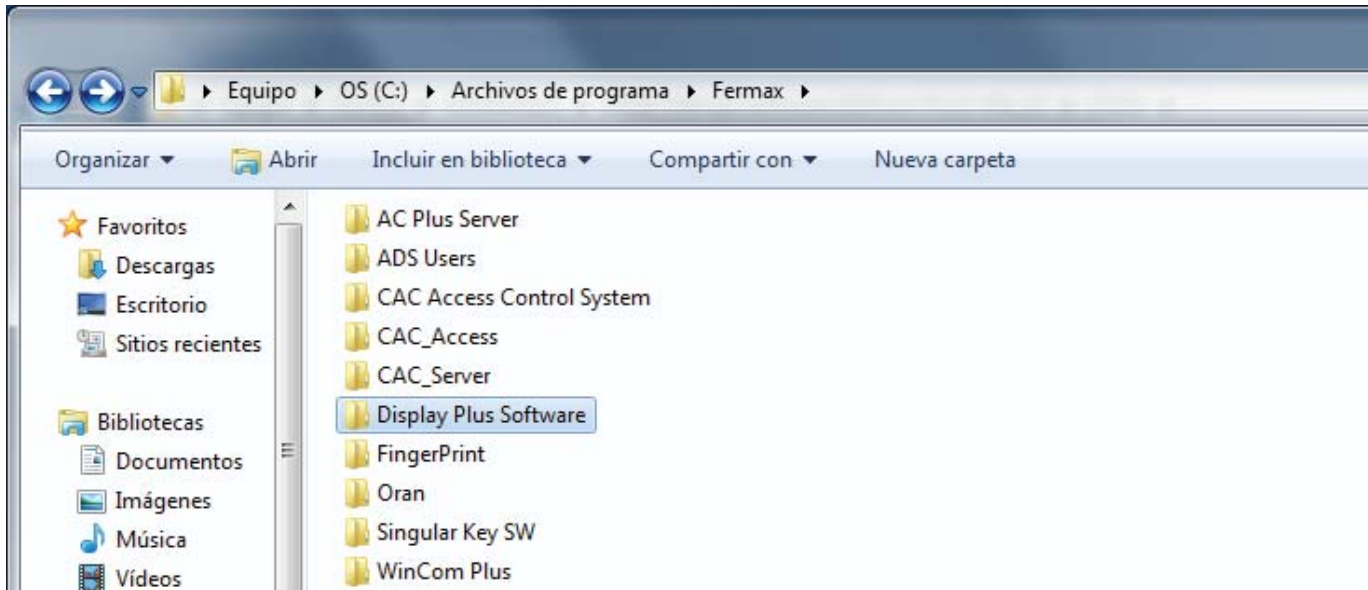 Equipo OS (C:) Archivos de programa Fermax
Organizar Abrir Incluir en biblioteca Compartir con Nueva carpeta
Favoritos
Descargas
Escritorio
Sitios recientes
Bibliotecas
Documentos
Imágenes
Música
Vídeos
AC Plus Server
ADS Users
CAC Access Control System
CAC_Access
CAC_Server
Display Plus Software
FingerPrint
Oran
Singular Key SW
WinCom Plus